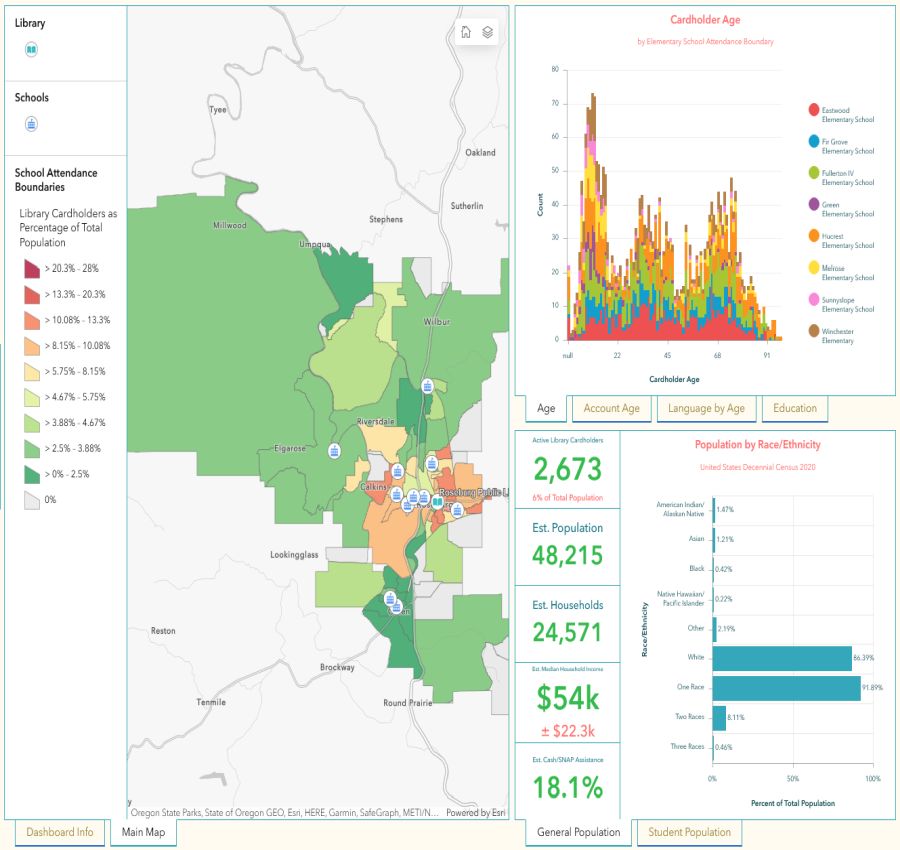 Library
Schools
School Attendance
Boundaries
Library Cardholders as
Percentage of Total
Population
> 20.3% - 28%
> 13.3% - 20.3%
> 10.08% - 13.3%
> 8.15% - 10.08%
> 5.75% - 8.15%
> 4.67% - 5.75%
> 3.88% - 4.67%
> 2.5% - 3.88%
> 0% - 2.5%
0%
Tyee
Oakland
Sutherlin
Stephens
Millwood
Umpqua
Wilbur
Riversdale
Elgarose
Calkins
Roseburg Public L
Lookingglass
Reston
Brockway
Tenmile
Round Prairie
y
Oregon State Parks, State of Oregon GEO, Esri, HERE, Garmin, SafeGraph, METI/N...
Powered by Esri
Dashboard Info
Main Map
Cardholder Age
by Elementary School Attendance Boundary
Count
80
70
60
50
40
30
20
10
0
null
22
45
68
91
Cardholder Age
Eastwood
Elementary School
Fir Grove
Elementary School
Fullerton IV
Elementary School
Green
Elementary School
Hucrest
Elementary School
Melrose
Elementary School
Sunnyslope
Elementary School
Winchester
Elementary
Age
Account Age
Language by Age
Education
Active Library Cardholders
2,673
6% of Total Population
Est. Population
48,215
Est. Households
24,571
Est. Median Household Income
$54k
± $22.3k
Est. Cash/SNAP Assistance
18.1%
Population by Race/Ethnicity
United States Decennial Census 2020
Race/Ethnicity
American Indian/
Alaskan Native
1.47%
Asian
1.21%
Black
0.42%
Native Hawaiian/
Pacific Islander
0.22%
Other
2.19%
White
86.39%
One Race
91.89%
Two Races
8.11%
Three Races
0.46%
0%
50%
100%
Percent of Total Population
General Population
Student Population